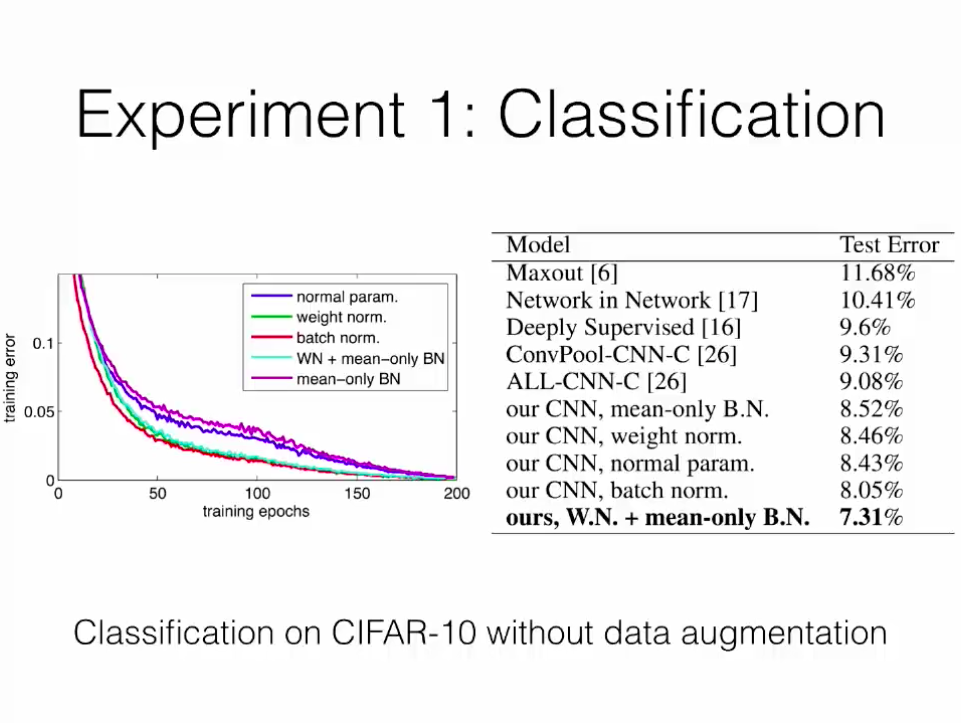 Experiment 1: Classification
training error
0.1
0.05
0
0 50 100 150 200
training epochs
normal param.
weight norm.
batch norm.
WN + mean-only BN
mean-only BN
Model Test Error
Maxout [6] 11.68%
Network in Network [17] 10.41%
Deeply Supervised [16] 9.6%
ConvPool-CNN-C [26] 9.31%
ALL-CNN-C [26] 9.08%
our CNN, mean-only B.N. 8.52%
our CNN, weight norm. 8.46%
our CNN, normal param. 8.43%
our CNN, batch norm. 8.05%
ours, W.N. + mean-only B.N. 7.31%
Classification on CIFAR-10 without data augmentation